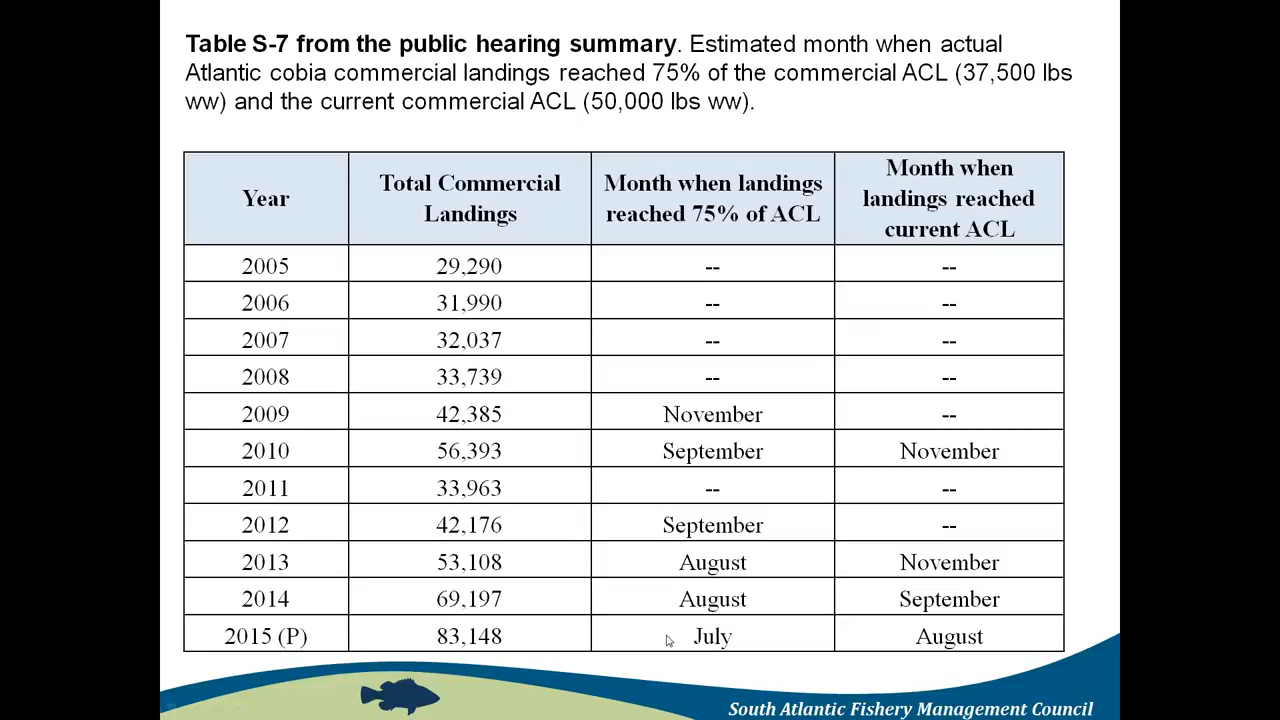 Table S-7 from the public hearing summary. Estimated month when actual
Atlantic cobia commercial landings reached 75% of the commercial ACL (37,500 lbs
ww) and the current commercial ACL (50,000 lbs ww).
Year Total Commercial Landings Month when landings reached 75% of ACL Month when landings reached current ACL
2005 29,290 -- --
2006 31,990 -- --
2007 32,037 -- --
2008 33,739 -- --
2009 42,385 November --
2010 56,393 September November
2011 33,963 -- --
2012 42,176 September --
2013 53,108 August November
2014 69,197 August September
2015 (P) 83,148 July August
South Atlantic Fishery Management Council